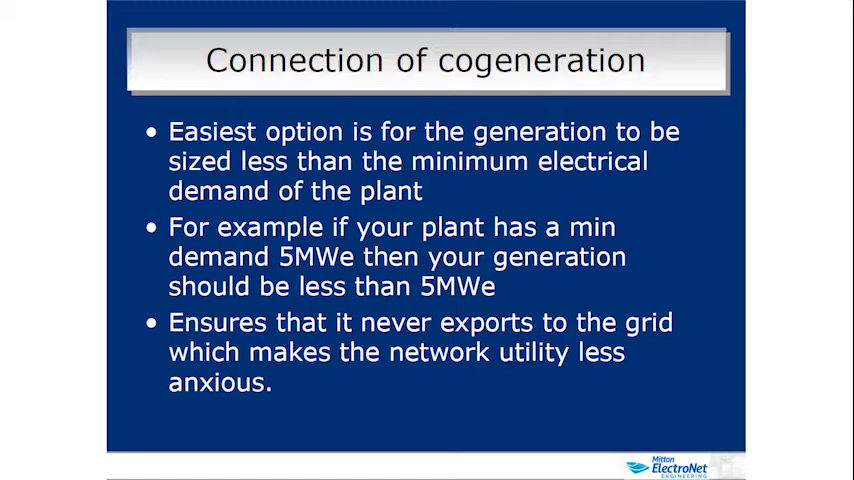 Connection of cogeneration
• Easiest option is for the generation to be
sized less than the minimum electrical
demand of the plant
• For example if your plant has a min
demand 5MWe then your generation
should be less than 5MWe
• Ensures that it never exports to the grid
which makes the network utility less
anxious.
Mitton
ElectroNet
ENGINEERING